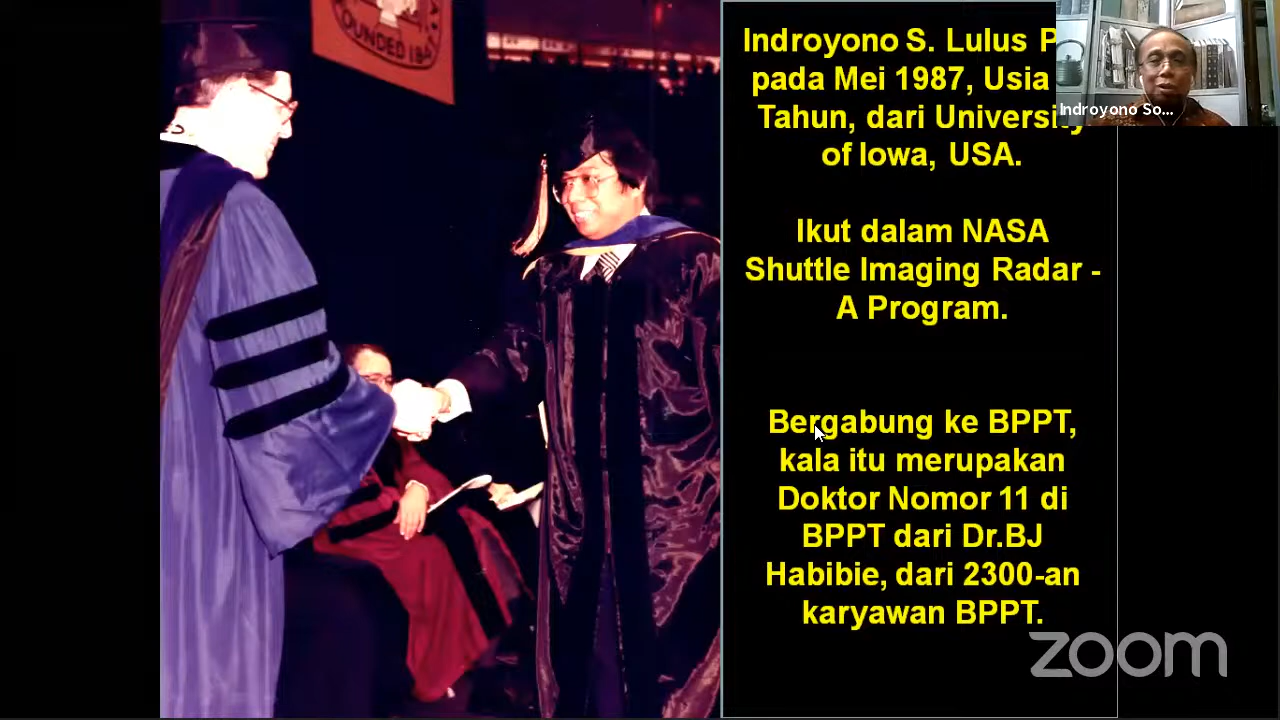 FOUNDED 18
Indroyono S. Lulus P
pada Mei 1987, Usia
Tahun, dari University
of Iowa, USA.
Ikut dalam NASA
Shuttle Imaging Radar -
A Program.
Bergabung ke BPPT,
kala itu merupakan
Doktor Nomor 11 di
BPPT dari Dr.BJ
Habibie, dari 2300-an
karyawan BPPT.
Indroyono So...
zoom